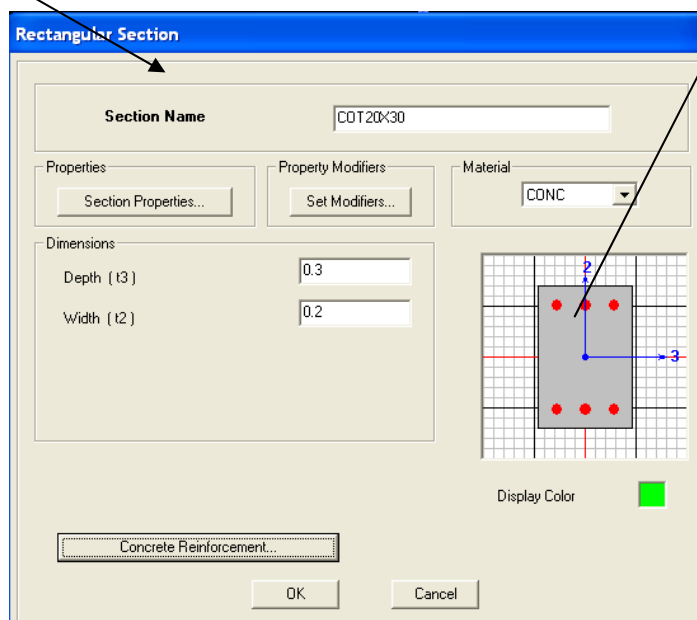 Rectangular Section
Section Name
COT20X30
Properties
Section Properties...
Property Modifiers
Set Modifiers...
Material
CONC
Dimensions
Depth ( t3 )
0.3
Width ( t2 )
0.2
2
3
Display Color
Concrete Reinforcement...
OK
Cancel